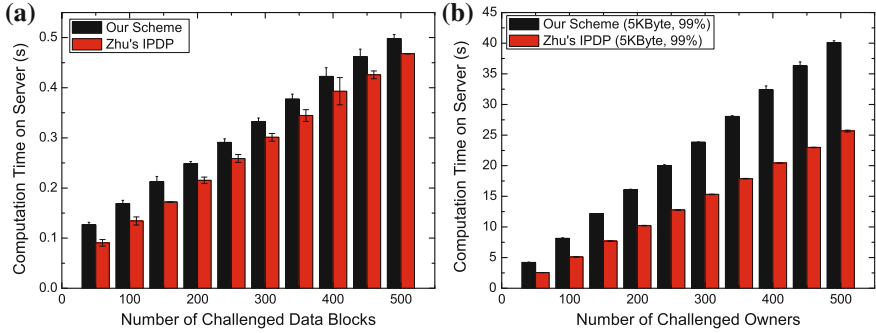 (a)
Our Scheme
Zhu's IPDP
Computation Time on Server (s)
0.5
0.4
0.3
0.2
0.1
0.0
0 100 200 300 400 500
Number of Challenged Data Blocks
(b)
Our Scheme (5KByte, 99%)
Zhu's IPDP (5KByte, 99%)
Computation Time on Server (s)
45
40
35
30
25
20
15
10
5
0
0 100 200 300 400 500
Number of Challenged Owners